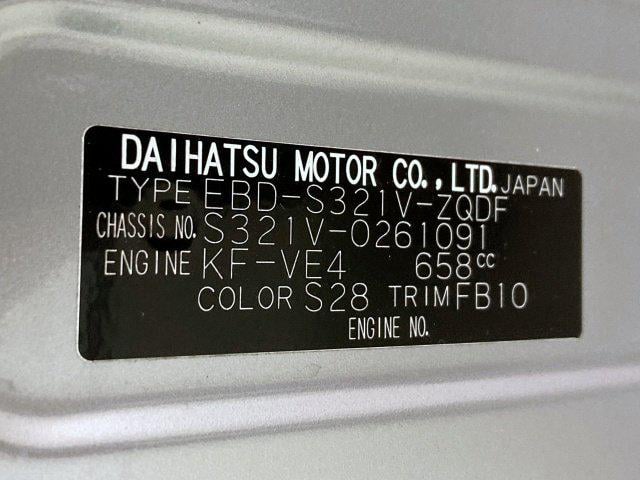 DAIHATSU MOTOR CO.,LTD. JAPAN
TYPE EBD-S321V-ZQDF
CHASSIS NO. S321V-0261091
ENGINE KF-VE4 658cc
COLOR S28 TRIM FB10
ENGINE NO.